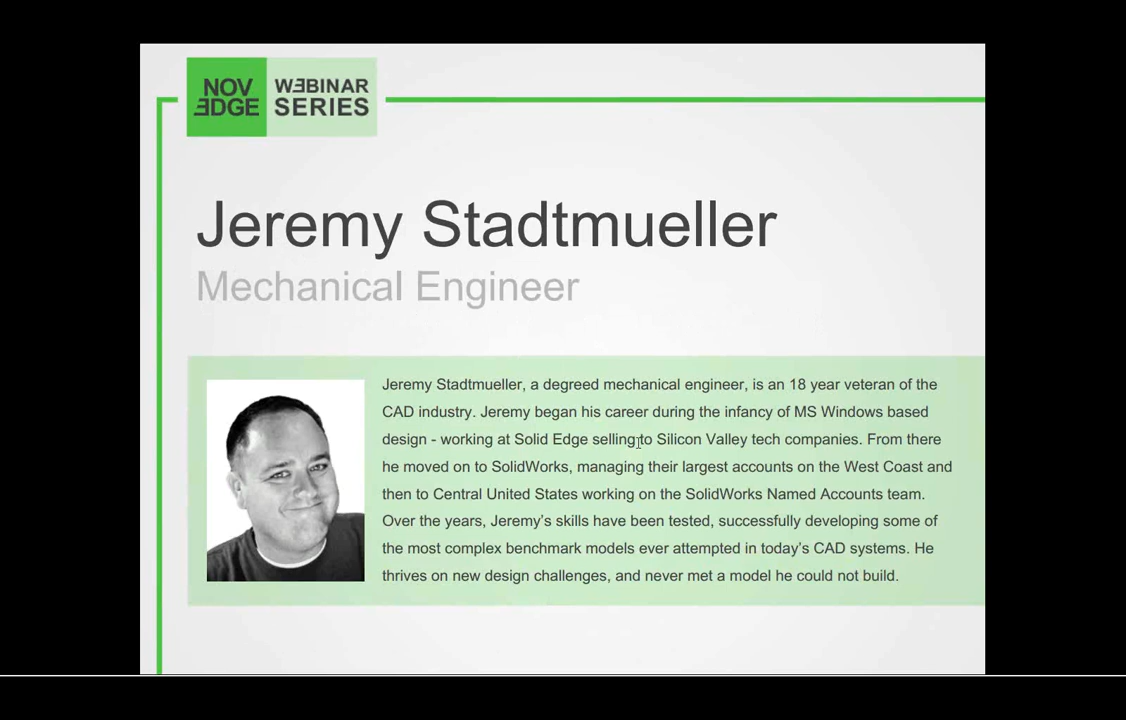 NOV
EDGE
WEBINAR
SERIES
Jeremy Stadtmueller
Mechanical Engineer
Jeremy Stadtmueller, a degreed mechanical engineer, is an 18 year veteran of the
CAD industry. Jeremy began his career during the infancy of MS Windows based
design - working at Solid Edge selling to Silicon Valley tech companies. From there
he moved on to SolidWorks, managing their largest accounts on the West Coast and
then to Central United States working on the SolidWorks Named Accounts team.
Over the years, Jeremy’s skills have been tested, successfully developing some of
the most complex benchmark models ever attempted in today’s CAD systems. He
thrives on new design challenges, and never met a model he could not build.